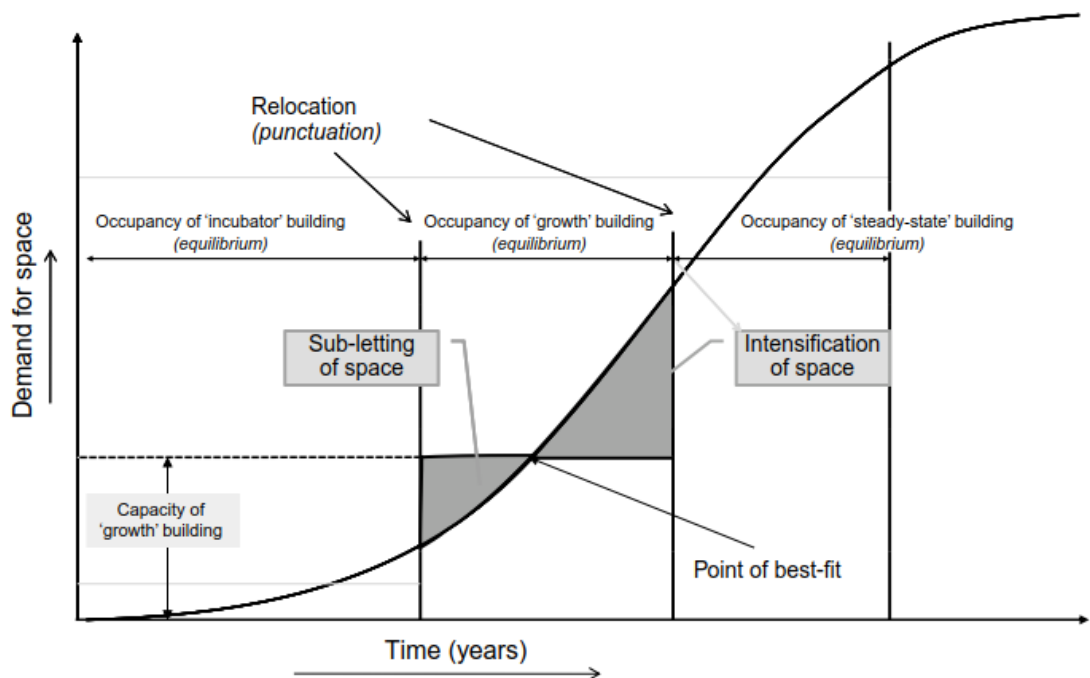 Relocation
(punctuation)
Occupancy of ‘incubator’ building
(equilibrium)
Occupancy of ‘growth’ building
(equilibrium)
Occupancy of ‘steady-state’ building
(equilibrium)
Demand for space
Sub-letting
of space
Intensification
of space
Capacity of
‘growth’ building
Point of best-fit
Time (years)